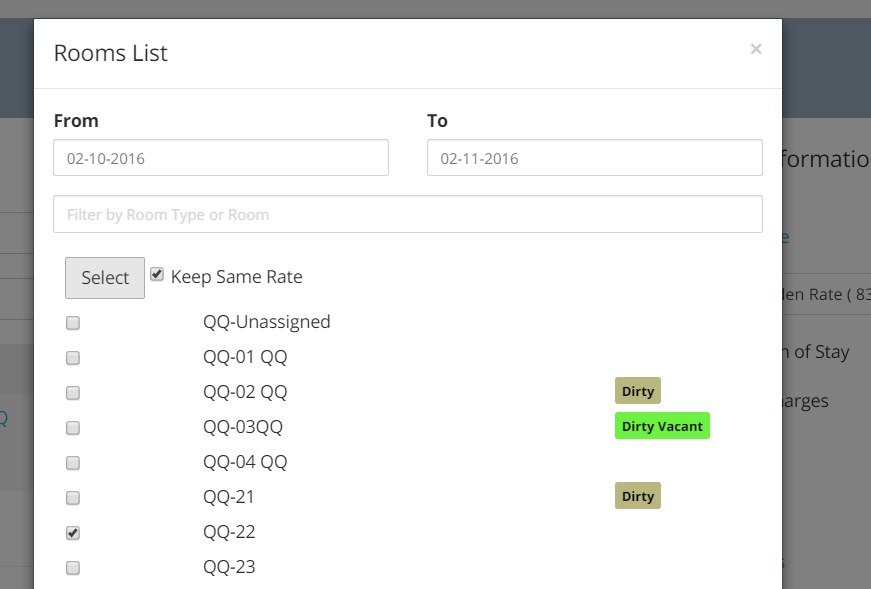 Rooms List ×
From To
02-10-2016 02-11-2016
formatio
Filter by Room Type or Room
e
Select Keep Same Rate
den Rate ( 83
QQ-Unassigned
n of Stay
QQ-01 QQ
QQ-02 QQ Dirty
harges
Q
QQ-03QQ Dirty Vacant
QQ-04 QQ
QQ-21 Dirty
QQ-22
QQ-23
s